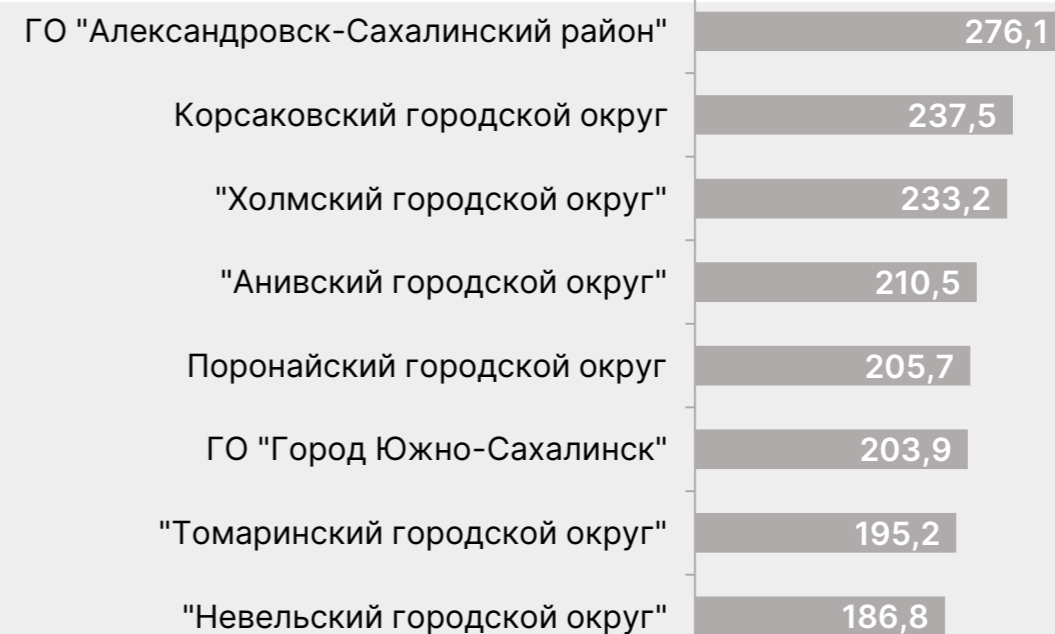 ГО "Александровск-Сахалинский район" 276,1
Корсаковский городской округ 237,5
"Холмский городской округ" 233,2
"Анивский городской округ" 210,5
Поронайский городской округ 205,7
ГО "Город Южно-Сахалинск" 203,9
"Томаринский городской округ" 195,2
"Невельский городской округ" 186,8